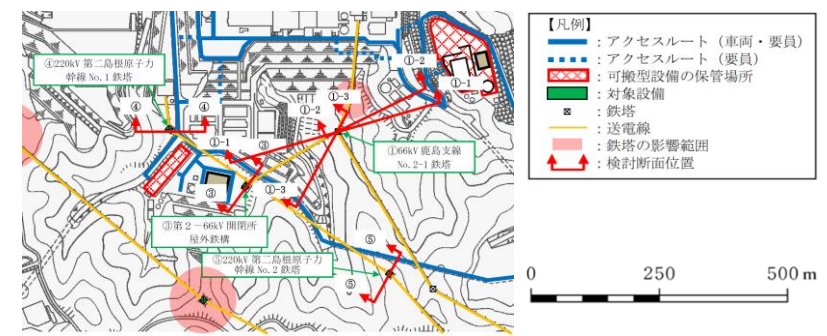 ④220kV 第二島根原子力
幹線 No.1 鉄塔
④
④
①-2
①-1
①-3
①-2
①-1
③
①66kV 鹿島支線
No.2-1 鉄塔
③
①-3
③第2-66kV 開閉所
屋外鉄構
⑤220kV 第二島根原子力
幹線 No.2 鉄塔
⑤
⑤
【凡例】
:アクセスルート(車両・要員)
:アクセスルート(要員)
:可搬型設備の保管場所
:対象設備
:鉄塔
:送電線
:鉄塔の影響範囲
:検討断面位置
0 250 500 m